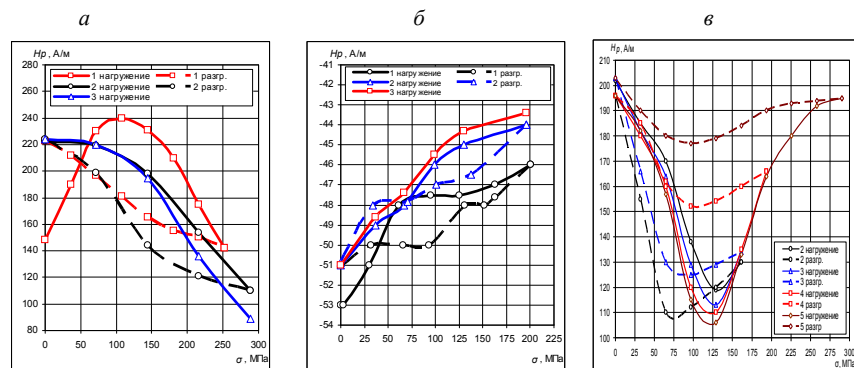 а
б
в
Hp, А/м
280
260
240
220
200
180
160
140
120
100
80
0
50
100
150
200
250
300
σ, МПа
1 нагружение
1 разгр.
2 нагружение
2 разгр.
3 нагружение
Hp, А/м
-41
-42
-43
-44
-45
-46
-47
-48
-49
-50
-51
-52
-53
-54
0
25
50
75
100
125
150
175
200
225
σ, МПа
1 нагружение
1 разгр.
2 нагружение
2 разгр.
3 нагружение
Hp, А/м
210
200
190
180
170
160
150
140
130
120
110
100
0
25
50
75
100
125
150
175
200
225
250
275
300
σ, МПа
2 нагружение
2 разгр.
3 нагружение
3 разгр.
4 нагружение
4 разгр
5 нагружение
5 разгр